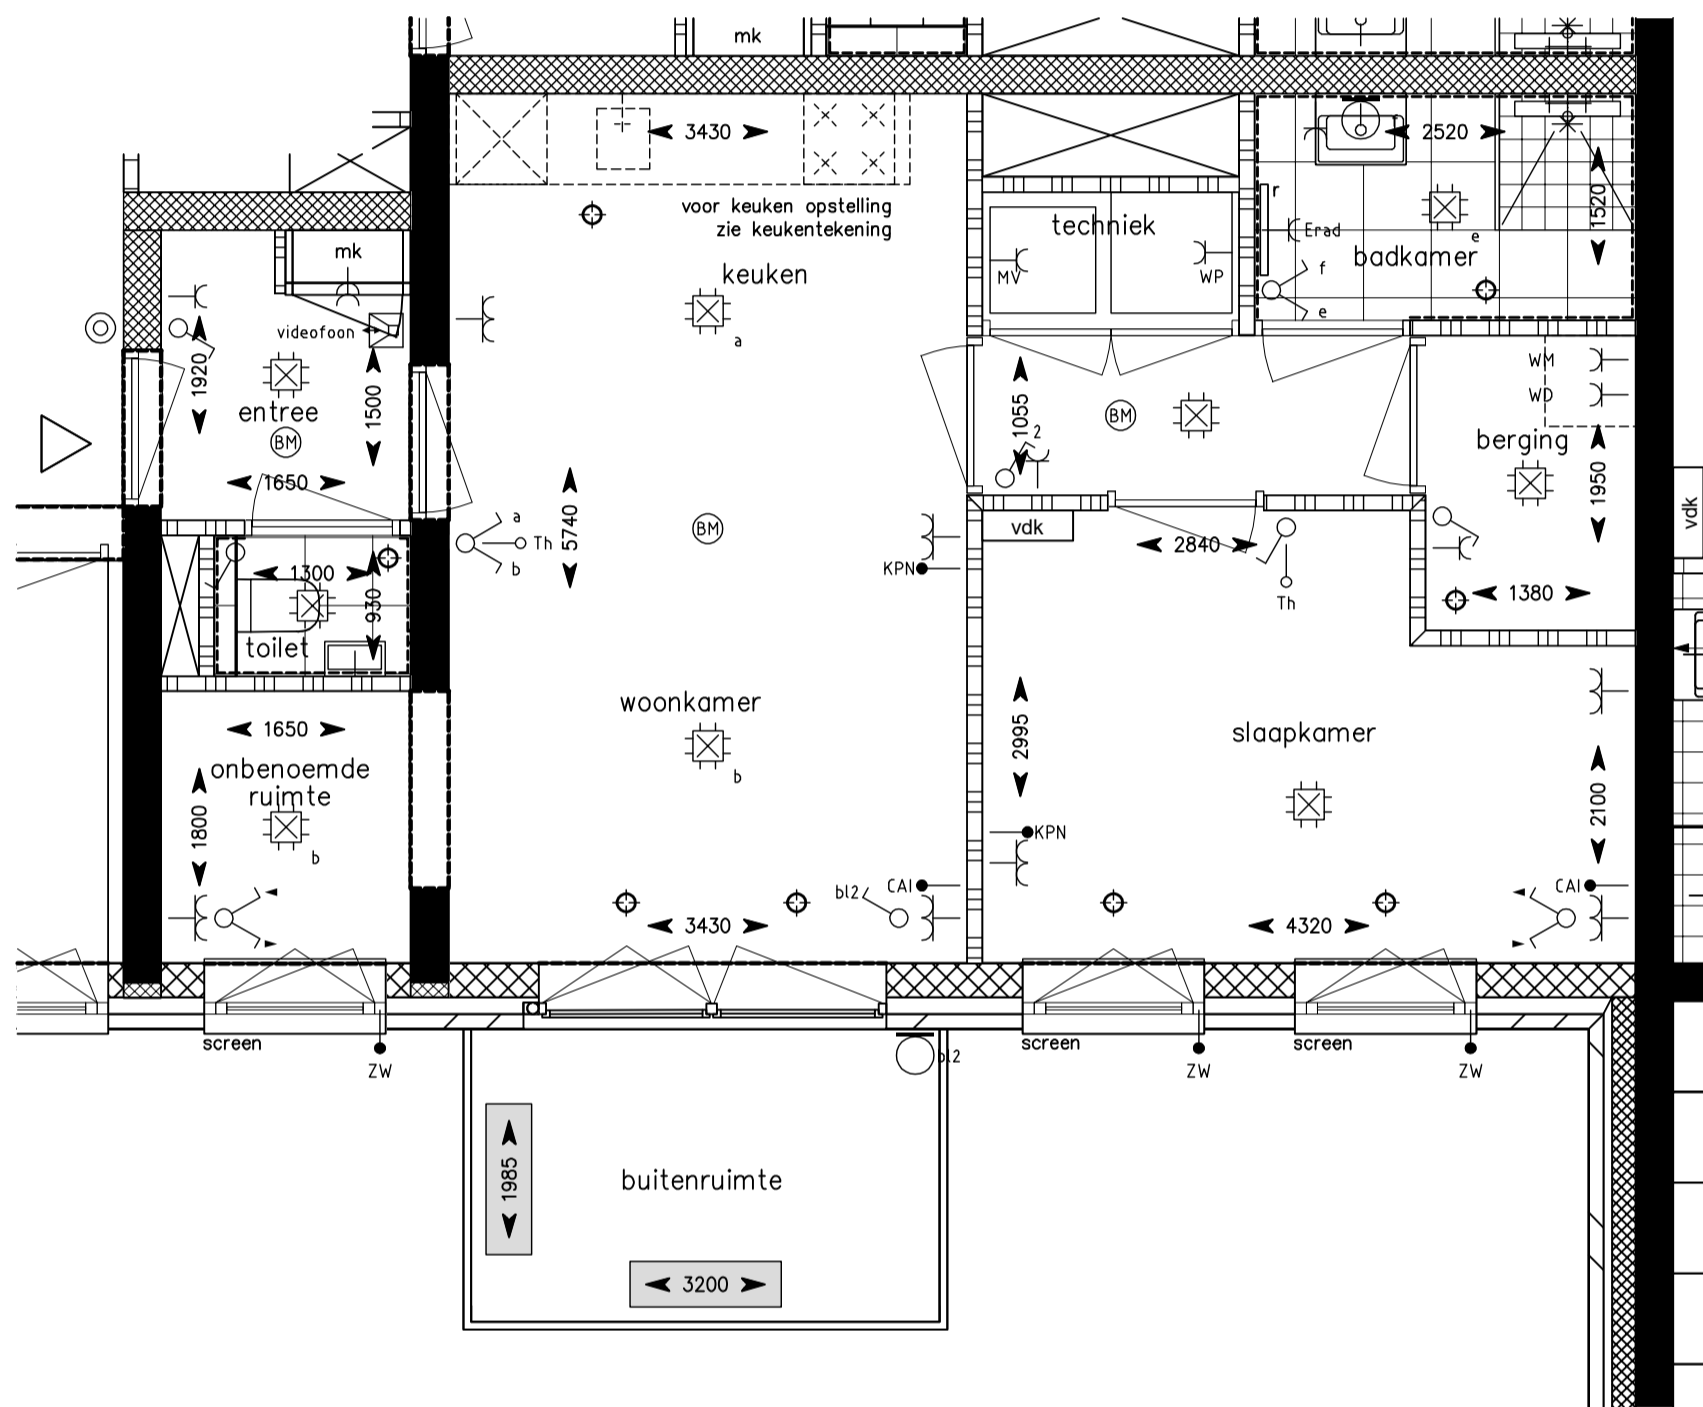 mk
3430
2520
1520
voor keuken opstelling
zie keukentekening
techniek
r
Erad
e
badkamer
mk
keuken
MV
WP
f
e
videofoon
a
1920
entree
BM
1500
1650
1055
2
BM
WM
WD
berging
1950
5740
a
Th
b
BM
vdk
2840
vdk
KPN
Th
1380
1300
930
toilet
woonkamer
b
2995
slaapkamer
1650
onbenoemde
ruimte
b
1800
2100
KPN
CAI
bl2
CAI
3430
4320
screen
ZW
bl2
screen
ZW
screen
ZW
1985
buitenruimte
3200